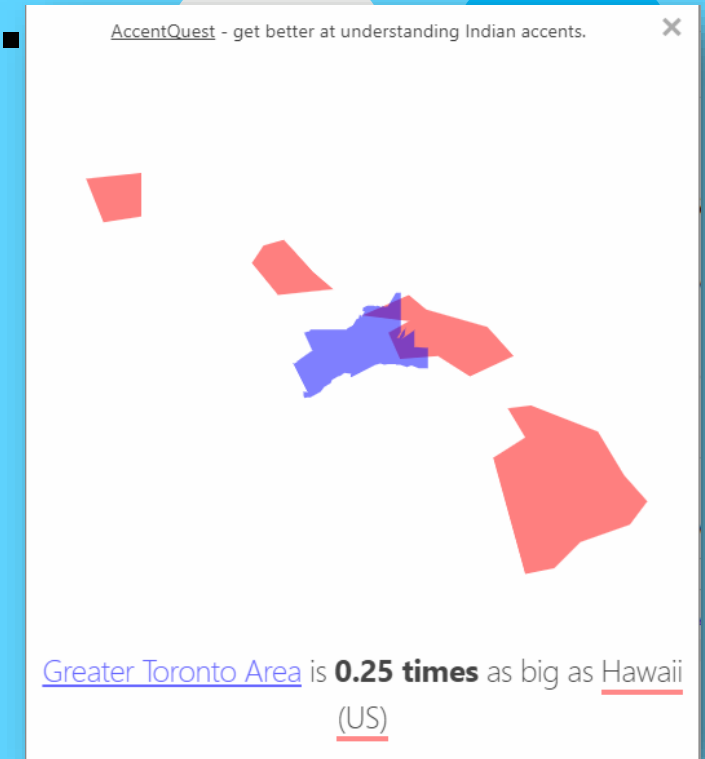 AccentQuest - get better at understanding Indian accents.
Greater Toronto Area is 0.25 times as big as Hawaii
(US)